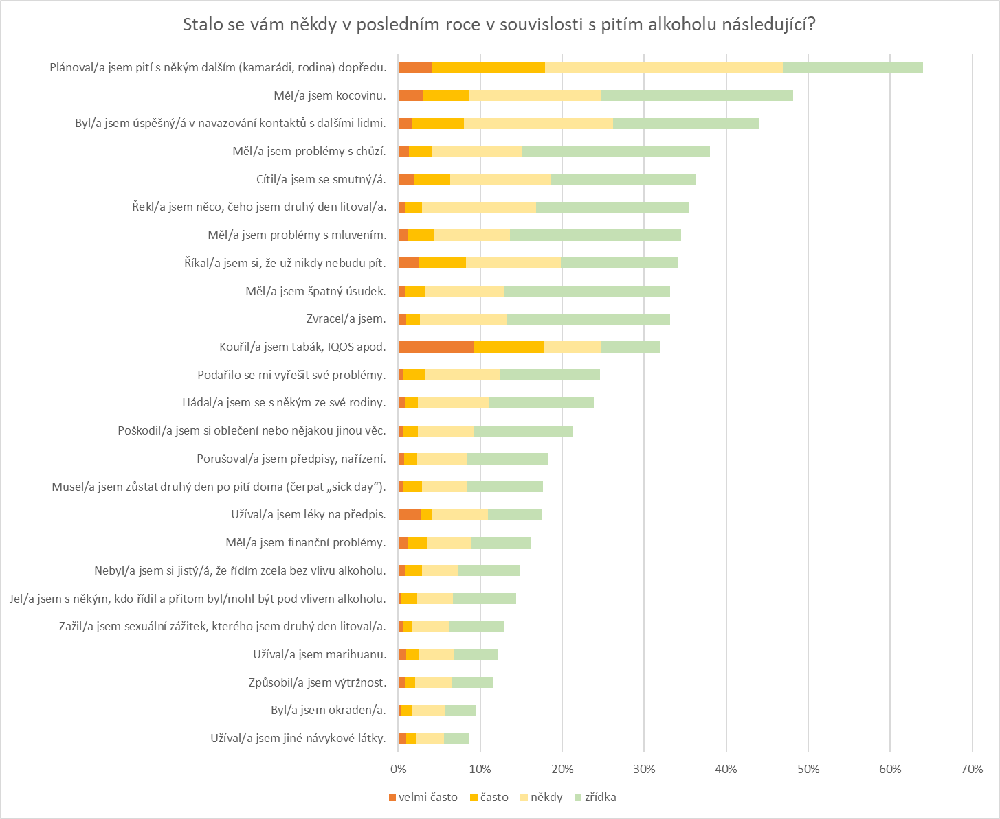 Stalo se vám někdy v posledním roce v souvislosti s pitím alkoholu následující?
Plánoval/a jsem pití s někým dalším (kamarádi, rodina) dopředu.
Měl/a jsem kocovinu.
Byl/a jsem úspěšný/á v navazování kontaktů s dalšími lidmi.
Měl/a jsem problémy s chůzí.
Cítil/a jsem se smutný/á.
Řekl/a jsem něco, čeho jsem druhý den litoval/a.
Měl/a jsem problémy s mluvením.
Říkal/a jsem si, že už nikdy nebudu pít.
Měl/a jsem špatný úsudek.
Zvracel/a jsem.
Kouřil/a jsem tabák, IQOS apod.
Podařilo se mi vyřešit své problémy.
Hádal/a jsem se s někým ze své rodiny.
Poškodil/a jsem si oblečení nebo nějakou jinou věc.
Porušoval/a jsem předpisy, nařízení.
Musel/a jsem zůstat druhý den po pití doma (čerpat „sick day“).
Užíval/a jsem léky na předpis.
Měl/a jsem finanční problémy.
Nebyl/a jsem si jistý/á, že řídím zcela bez vlivu alkoholu.
Jel/a jsem s někým, kdo řídil a přitom byl/mohl být pod vlivem alkoholu.
Zažil/a jsem sexuální zážitek, kterého jsem druhý den litoval/a.
Užíval/a jsem marihuanu.
Způsobil/a jsem výtržnost.
Byl/a jsem okraden/a.
Užíval/a jsem jiné návykové látky.
0% 10% 20% 30% 40% 50% 60% 70%
velmi často často někdy zřídka